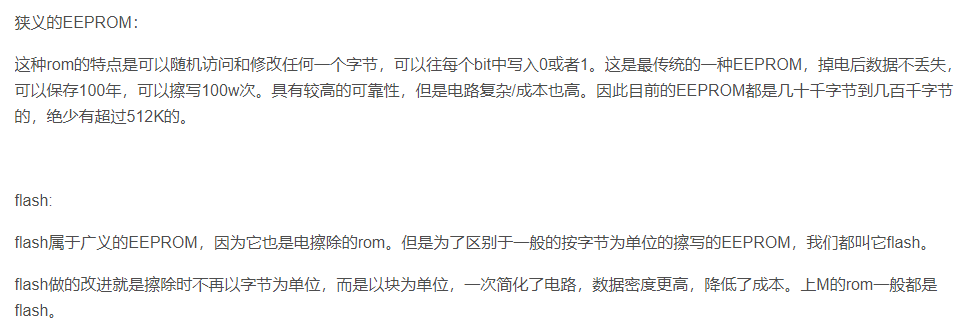 狭义的EEPROM：
这种rom的特点是可以随机访问和修改任何一个字节，可以往每个bit中写入0或者1。这是最传统的一种EEPROM，掉电后数据不丢失，
可以保存100年，可以擦写100w次。具有较高的可靠性，但是电路复杂/成本也高。因此目前的EEPROM都是几十千字节到几百千字节
的，绝少有超过512K的。
flash:
flash属于广义的EEPROM，因为它也是电擦除的rom。但是为了区别于一般的按字节为单位的擦写的EEPROM，我们都叫它flash。
flash做的改进就是擦除时不再以字节为单位，而是以块为单位，一次简化了电路，数据密度更高，降低了成本。上M的rom一般都是
flash。